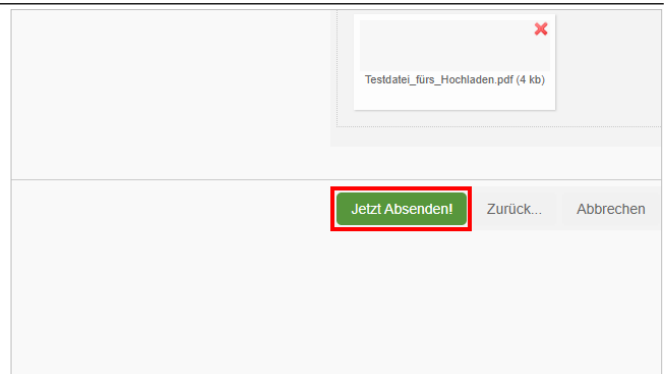 Testdatei_fürs_Hochladen.pdf (4 kb)
Jetzt Absenden! Zurück... Abbrechen